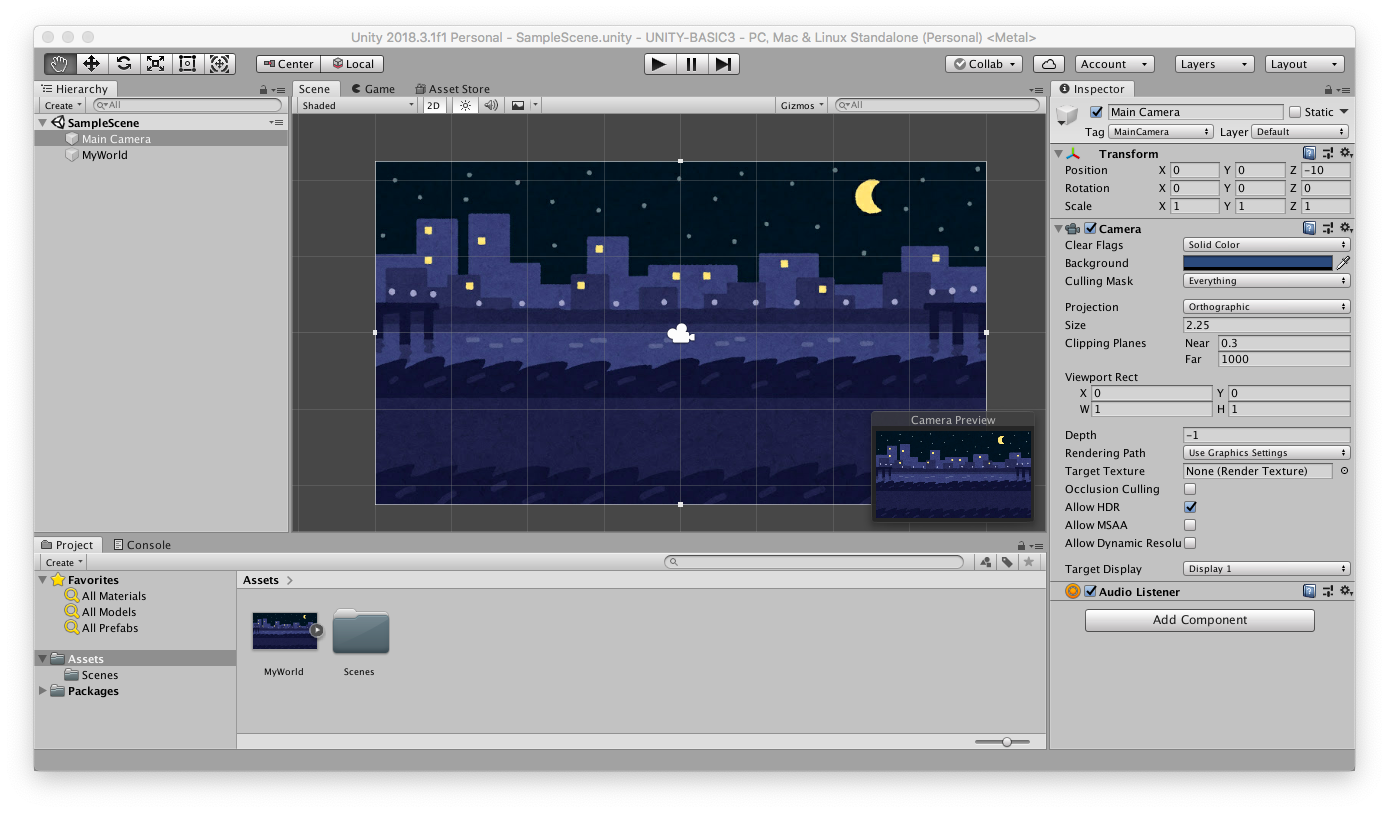 Unity 2018.3.1f1 Personal - SampleScene.unity - UNITY-BASIC3 - PC, Mac & Linux Standalone (Personal) <Metal>
Center Local Collab Account Layers Layout
Hierarchy
Create All
SampleScene
Main Camera
MyWorld
Scene Game Asset Store
Shaded 2D Gizmos All
Camera Preview
Inspector
Main Camera Static
Tag MainCamera Layer Default
Transform
Position X 0 Y 0 Z -10
Rotation X 0 Y 0 Z 0
Scale X 1 Y 1 Z 1
Camera
Clear Flags Solid Color
Background
Culling Mask Everything
Projection Orthographic
Size 2.25
Clipping Planes Near 0.3
Far 1000
Viewport Rect
X 0 Y 0
W 1 H 1
Depth -1
Rendering Path Use Graphics Settings
Target Texture None (Render Texture)
Occlusion Culling
Allow HDR
Allow MSAA
Allow Dynamic Resolu
Target Display Display 1
Audio Listener
Add Component
Project Console
Create
Favorites
All Materials
All Models
All Prefabs
Assets
Scenes
Packages
Assets
MyWorld Scenes